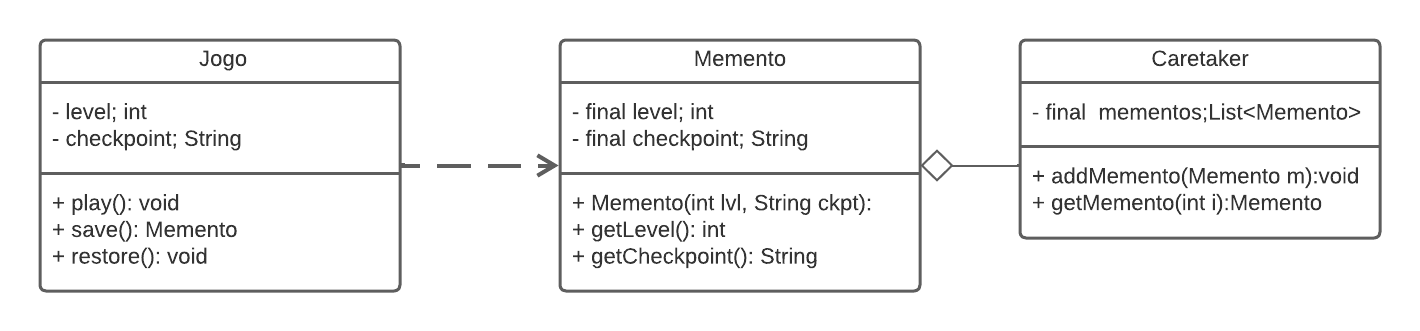 Jogo
- level; int
- checkpoint; String
+ play(): void
+ save(): Memento
+ restore(): void
Memento
- final level; int
- final checkpoint; String
+ Memento(int lvl, String ckpt):
+ getLevel(): int
+ getCheckpoint(): String
Caretaker
- final  mementos;List<Memento>
+ addMemento(Memento m):void
+ getMemento(int i):Memento